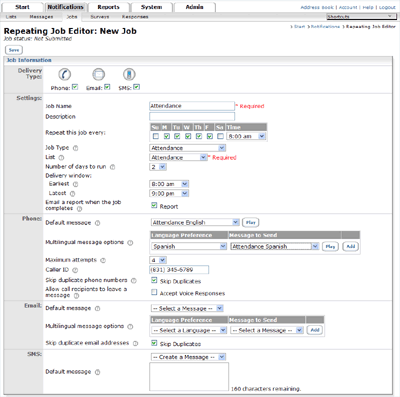 Start Notifications Reports System Admin
Address Book | Account | Help | Logout
Lists Messages Jobs Surveys Responses
Shortcuts
Repeating Job Editor: New Job
Start > Notifications > Repeating Job Editor
Job status: Not Submitted
Save
Job Information
Delivery Type:
Phone: Email: SMS:
Settings:
Job Name Attendance * Required
Description
Repeat this job every: Su M Tu W Th F Sa Time
8:00 am
Job Type Attendance
List Attendance * Required
Number of days to run 2
Delivery window:
Earliest 8:00 am
Latest 9:00 pm
Email a report when the job completes Report
Phone:
Default message Attendance English Play
Multilingual message options Language Preference Message to Send
Spanish Attendance Spanish Play Add
Maximum attempts 4
Caller ID (831) 345-6789
Skip duplicate phone numbers Skip Duplicates
Allow call recipients to leave a message Accept Voice Responses
Email:
Default message -- Select a Message --
Multilingual message options Language Preference Message to Send
-- Select a Language -- -- Select a Message -- Add
Skip duplicate email addresses Skip Duplicates
SMS:
-- Create a Message --
Default message
160 characters remaining.